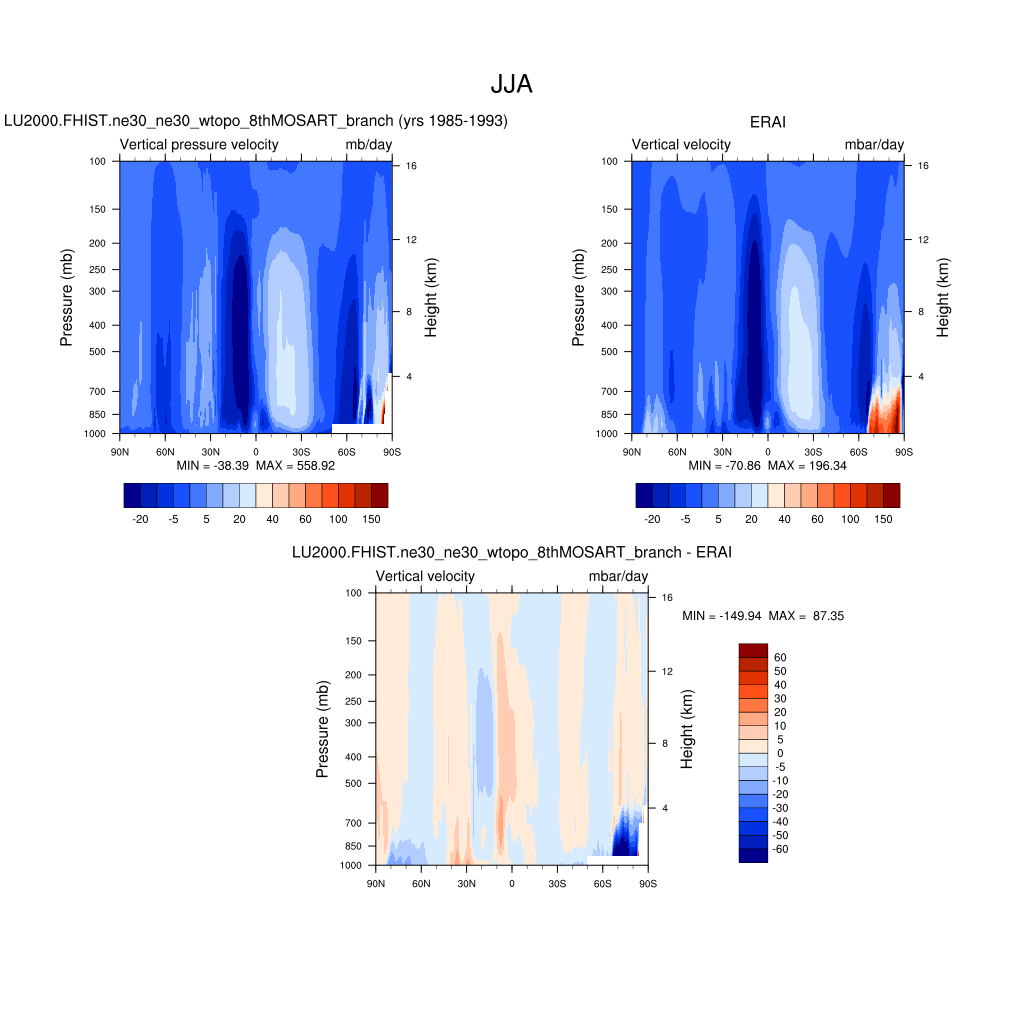 JJA
LU2000.FHIST.ne30_ne30_wtopo_8thMOSART_branch (yrs 1985-1993)
Vertical pressure velocity mb/day
Pressure (mb)
100
150
200
250
300
400
500
700
850
1000
16
12
8
4
Height (km)
90N 60N 30N 0 30S 60S 90S
MIN = -38.39 MAX = 558.92
-20 -5 5 20 40 60 100 150
ERAI
Vertical velocity mbar/day
Pressure (mb)
100
150
200
250
300
400
500
700
850
1000
16
12
8
4
Height (km)
90N 60N 30N 0 30S 60S 90S
MIN = -70.86 MAX = 196.34
-20 -5 5 20 40 60 100 150
LU2000.FHIST.ne30_ne30_wtopo_8thMOSART_branch - ERAI
Vertical velocity mbar/day
Pressure (mb)
100
150
200
250
300
400
500
700
850
1000
16
12
8
4
Height (km)
90N 60N 30N 0 30S 60S 90S
MIN = -149.94 MAX = 87.35
60
50
40
30
20
10
5
0
-5
-10
-20
-30
-40
-50
-60